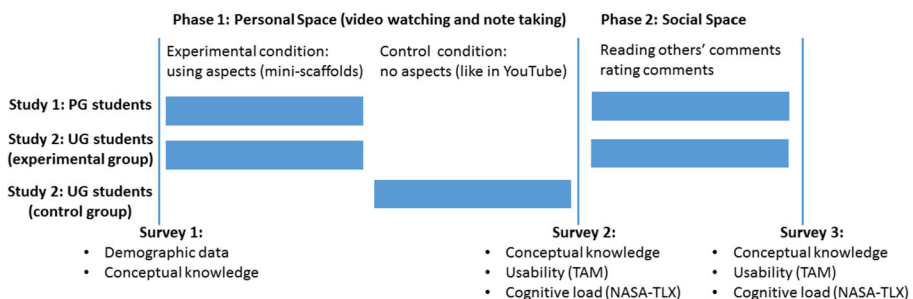 Phase 1: Personal Space (video watching and note taking)
Phase 2: Social Space
Experimental condition:
using aspects (mini-scaffolds)
Control condition:
no aspects (like in YouTube)
Reading others' comments
rating comments
Study 1: PG students
Study 2: UG students
(experimental group)
Study 2: UG students
(control group)
Survey 1:
• Demographic data
• Conceptual knowledge
Survey 2:
• Conceptual knowledge
• Usability (TAM)
• Cognitive load (NASA-TLX)
Survey 3:
• Conceptual knowledge
• Usability (TAM)
• Cognitive load (NASA-TLX)